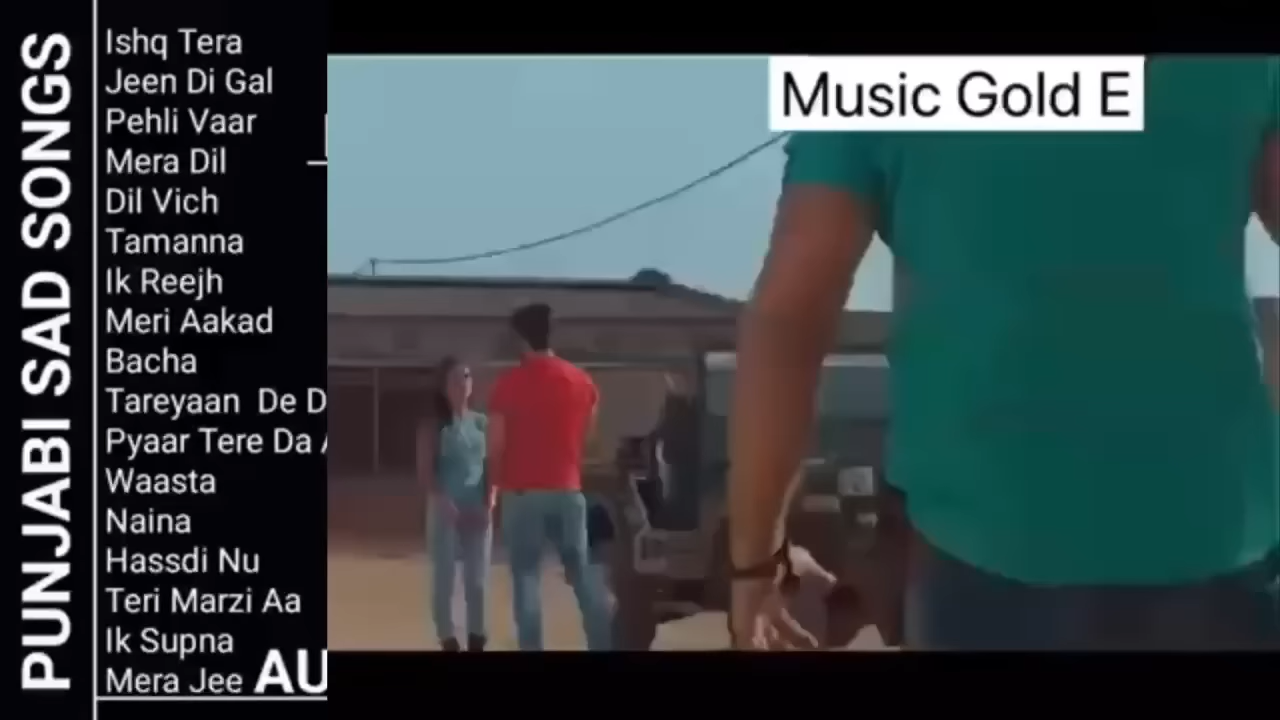 PUNJABI SAD SONGS
Ishq Tera
Jeen Di Gal
Pehli Vaar
Mera Dil
Dil Vich
Tamanna
Ik Reejh
Meri Aakad
Bacha
Tareyaan De D
Pyaar Tere Da
Waasta
Naina
Hassdi Nu
Teri Marzi Aa
Ik Supna
Mera Jee
AU
Music Gold E